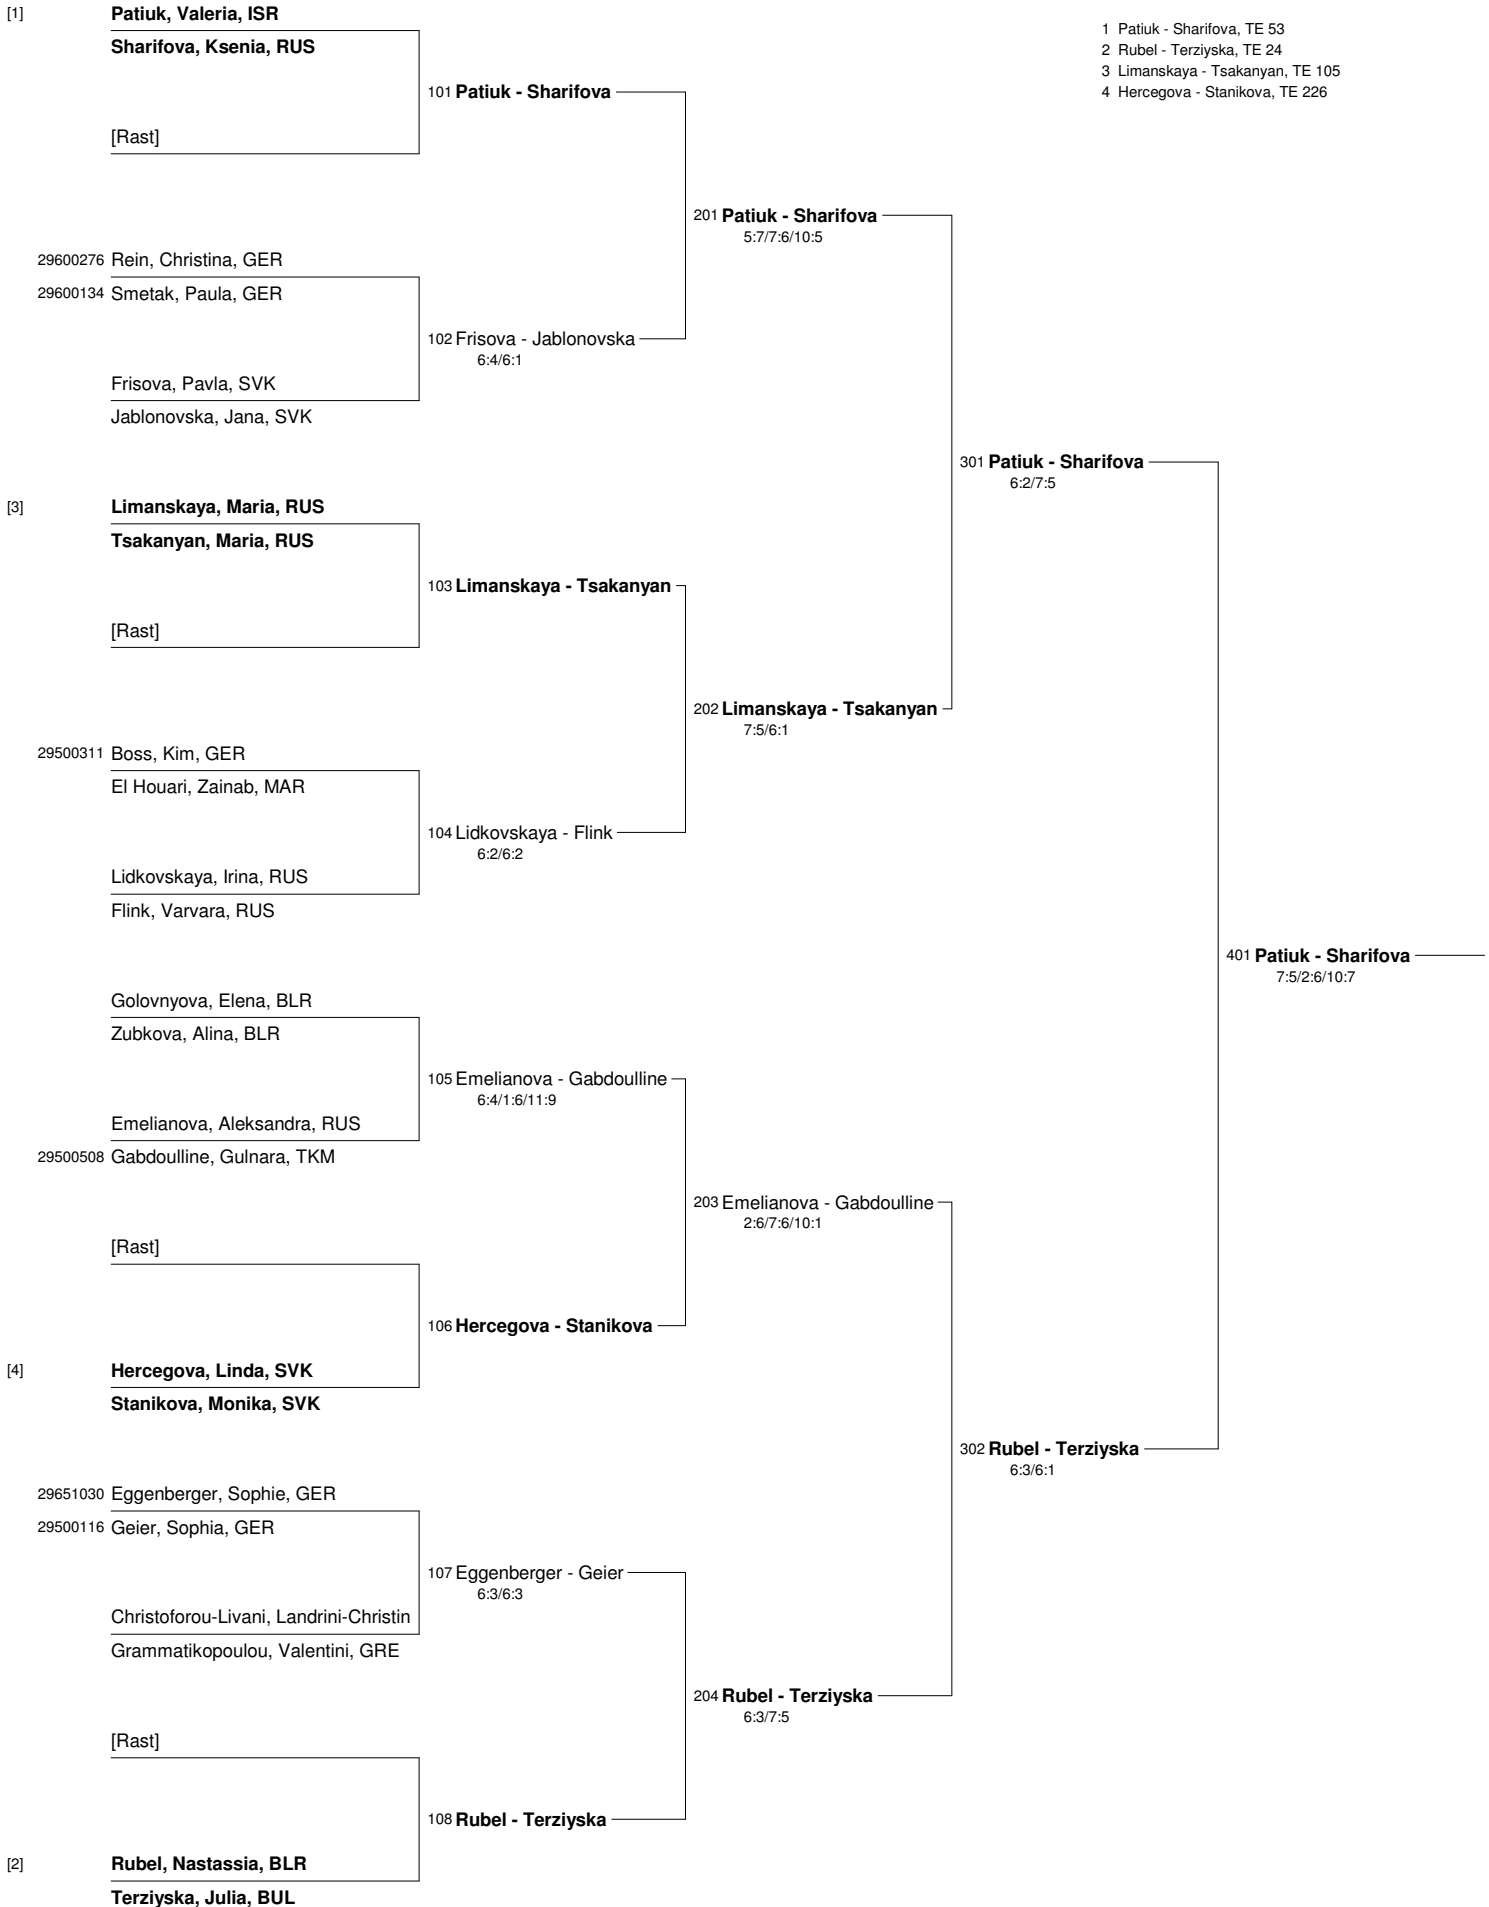 [1] Patiuk, Valeria, ISR
Sharifova, Ksenia, RUS
1 Patiuk - Sharifova, TE 53
2 Rubel - Terziyska, TE 24
3 Limanskaya - Tsakanyan, TE 105
4 Hercegova - Stanikova, TE 226
101 Patiuk - Sharifova
[Rast]
201 Patiuk - Sharifova
5:7/7:6/10:5
29600276 Rein, Christina, GER
29600134 Smetak, Paula, GER
102 Frisova - Jablonovska
6:4/6:1
Frisova, Pavla, SVK
Jablonovska, Jana, SVK
301 Patiuk - Sharifova
6:2/7:5
[3] Limanskaya, Maria, RUS
Tsakanyan, Maria, RUS
103 Limanskaya - Tsakanyan
[Rast]
202 Limanskaya - Tsakanyan
7:5/6:1
29500311 Boss, Kim, GER
El Houari, Zainab, MAR
104 Lidkovskaya - Flink
6:2/6:2
Lidkovskaya, Irina, RUS
Flink, Varvara, RUS
401 Patiuk - Sharifova
7:5/2:6/10:7
Golovnyova, Elena, BLR
Zubkova, Alina, BLR
105 Emelianova - Gabdoulline
6:4/1:6/11:9
Emelianova, Aleksandra, RUS
29500508 Gabdoulline, Gulnara, TKM
203 Emelianova - Gabdoulline
2:6/7:6/10:1
[Rast]
106 Hercegova - Stanikova
[4] Hercegova, Linda, SVK
Stanikova, Monika, SVK
302 Rubel - Terziyska
6:3/6:1
29651030 Eggenberger, Sophie, GER
29500116 Geier, Sophia, GER
107 Eggenberger - Geier
6:3/6:3
Christoforou-Livani, Landrini-Christin
Grammatikopoulou, Valentini, GRE
204 Rubel - Terziyska
6:3/7:5
[Rast]
108 Rubel - Terziyska
[2] Rubel, Nastassia, BLR
Terziyska, Julia, BUL